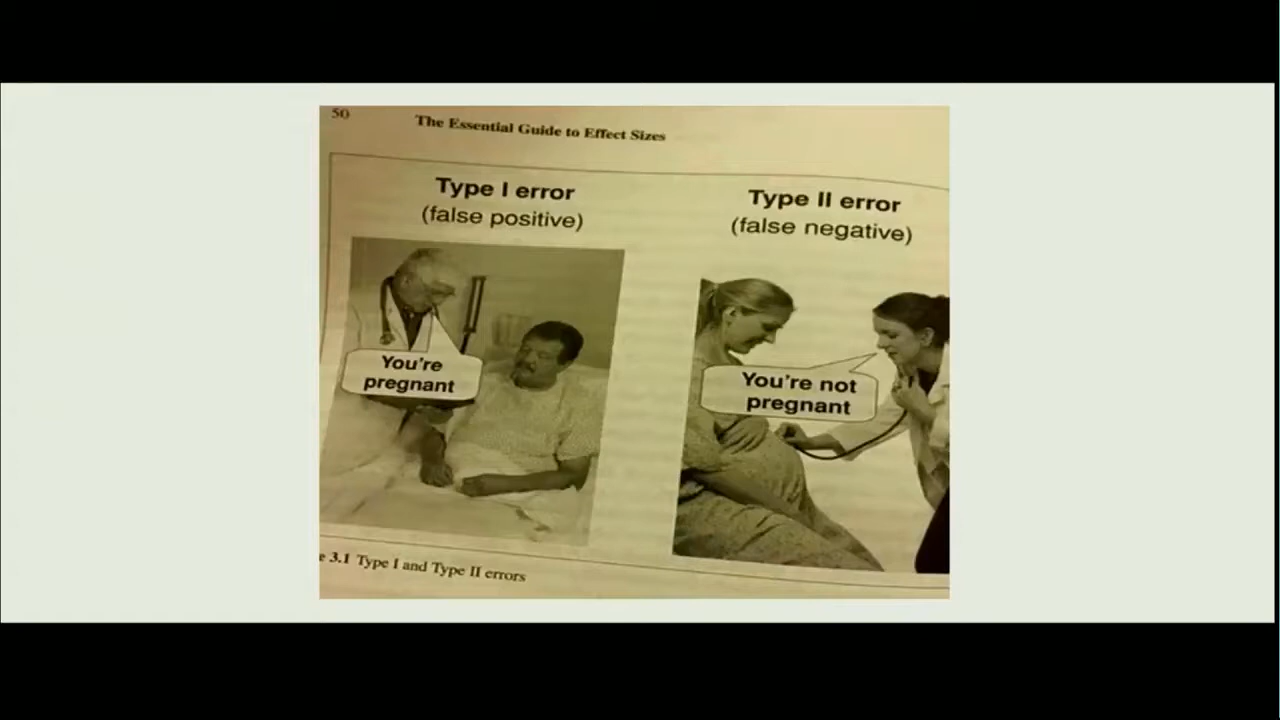 50
The Essential Guide to Effect Sizes
Type I error
(false positive)
You're
pregnant
Type II error
(false negative)
You're not
pregnant
e 3.1 Type I and Type II errors